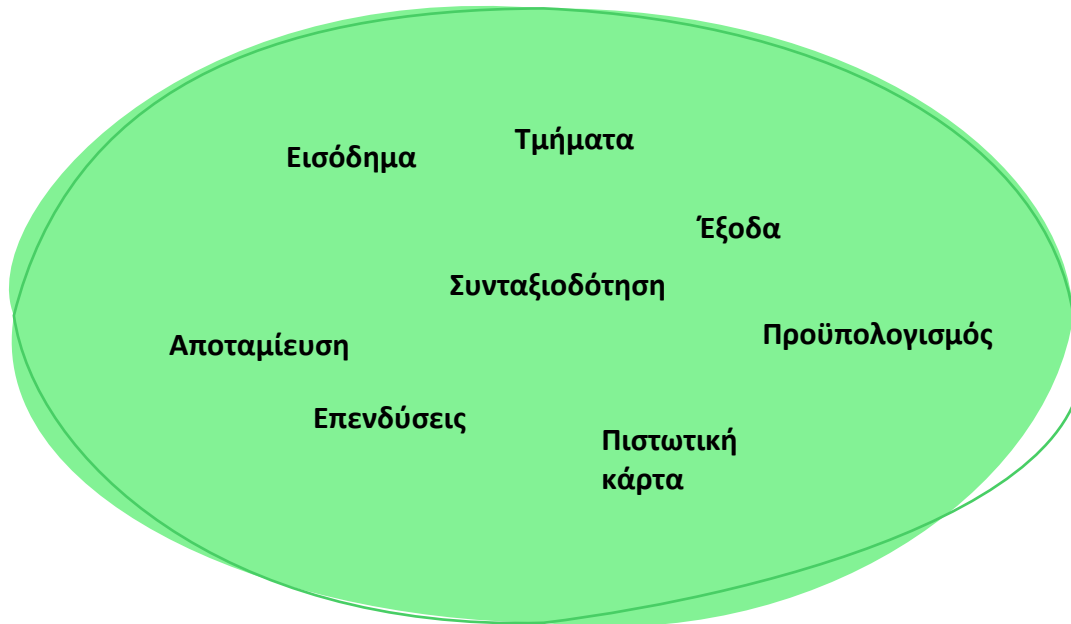 Τμήματα
Εισόδημα
Έξοδα
Συνταξιοδότηση
Προϋπολογισμός
Αποταμίευση
Επενδύσεις
Πιστωτική
κάρτα